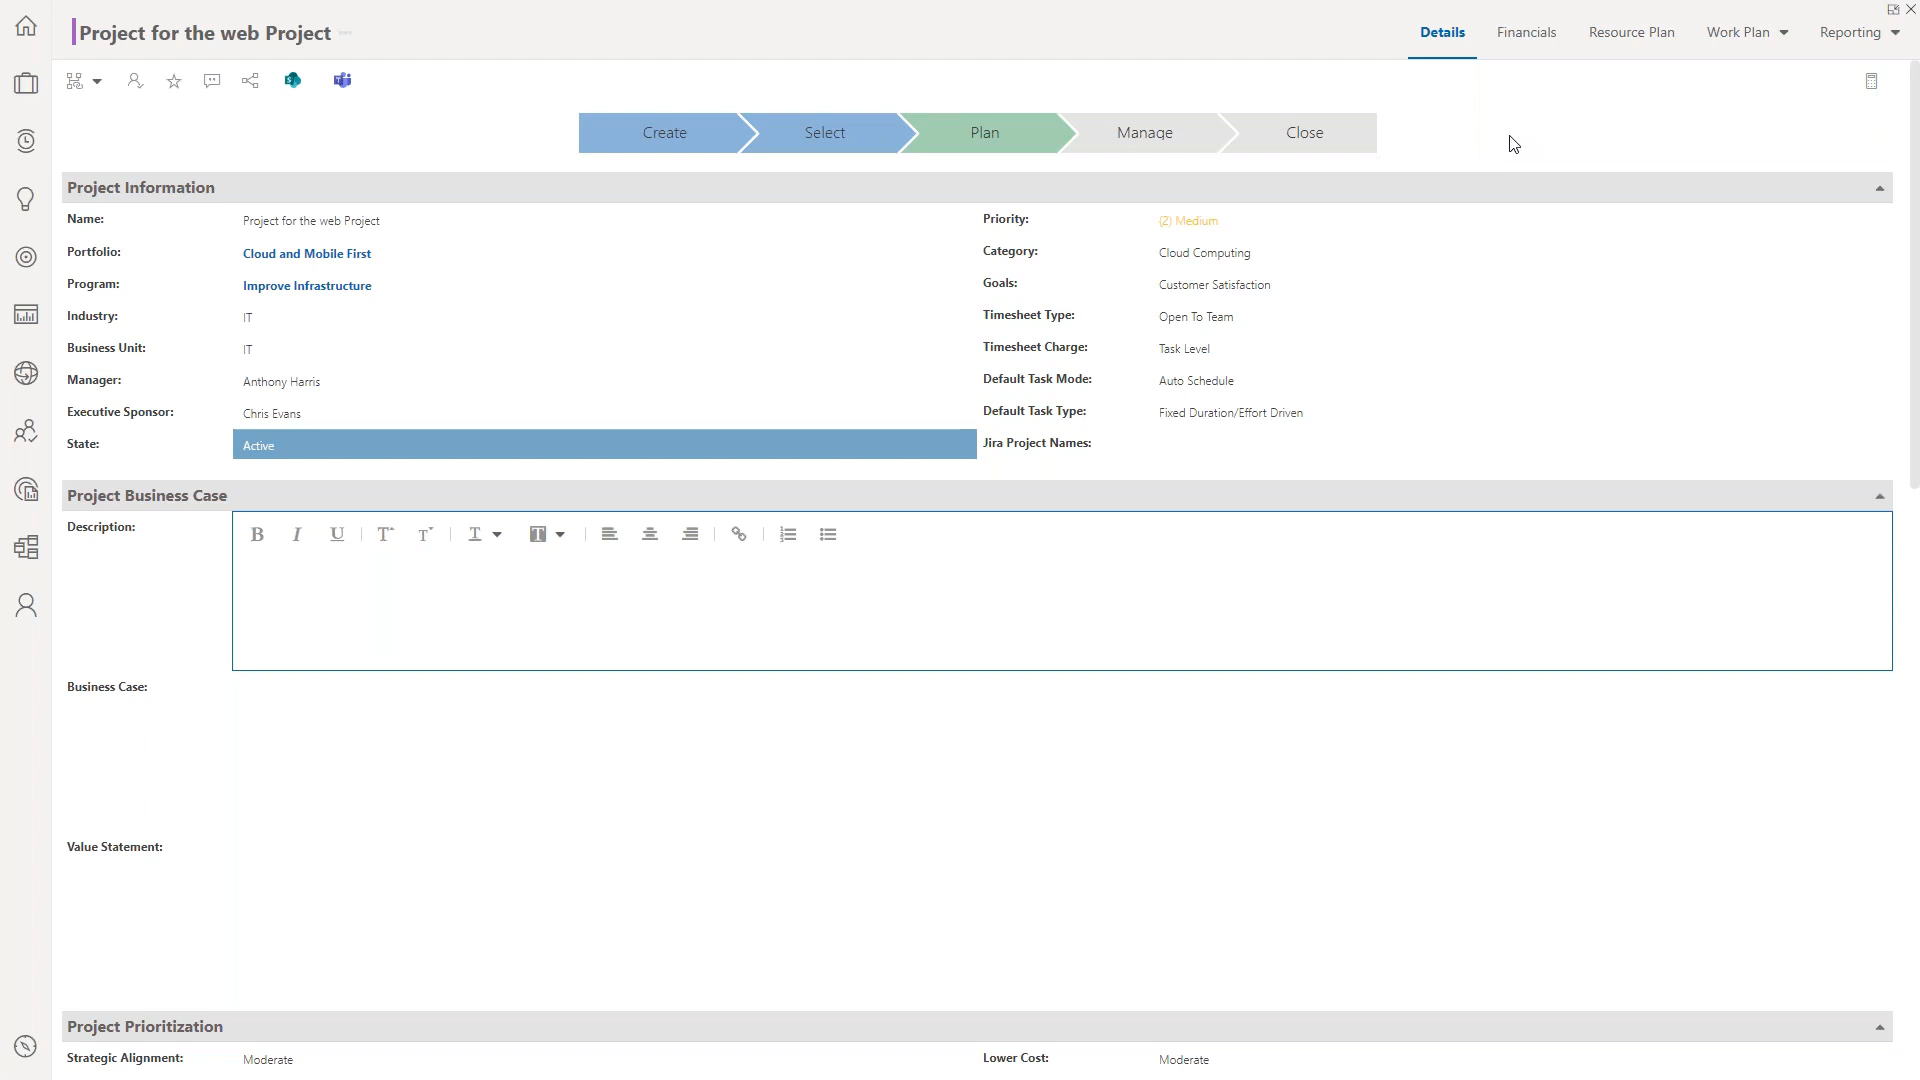 Project for the web Project
Details Financials Resource Plan Work Plan Reporting
Create Select Plan Manage Close
Project Information
Name: Project for the web Project Priority: (2) Medium
Portfolio: Cloud and Mobile First Category: Cloud Computing
Program: Improve Infrastructure Goals: Customer Satisfaction
Industry: IT Timesheet Type: Open To Team
Business Unit: IT Timesheet Charge: Task Level
Manager: Anthony Harris Default Task Mode: Auto Schedule
Executive Sponsor: Chris Evans Default Task Type: Fixed Duration/Effort Driven
State: Active Jira Project Names:
Project Business Case
Description:
Business Case:
Value Statement:
Project Prioritization
Strategic Alignment: Moderate Lower Cost: Moderate